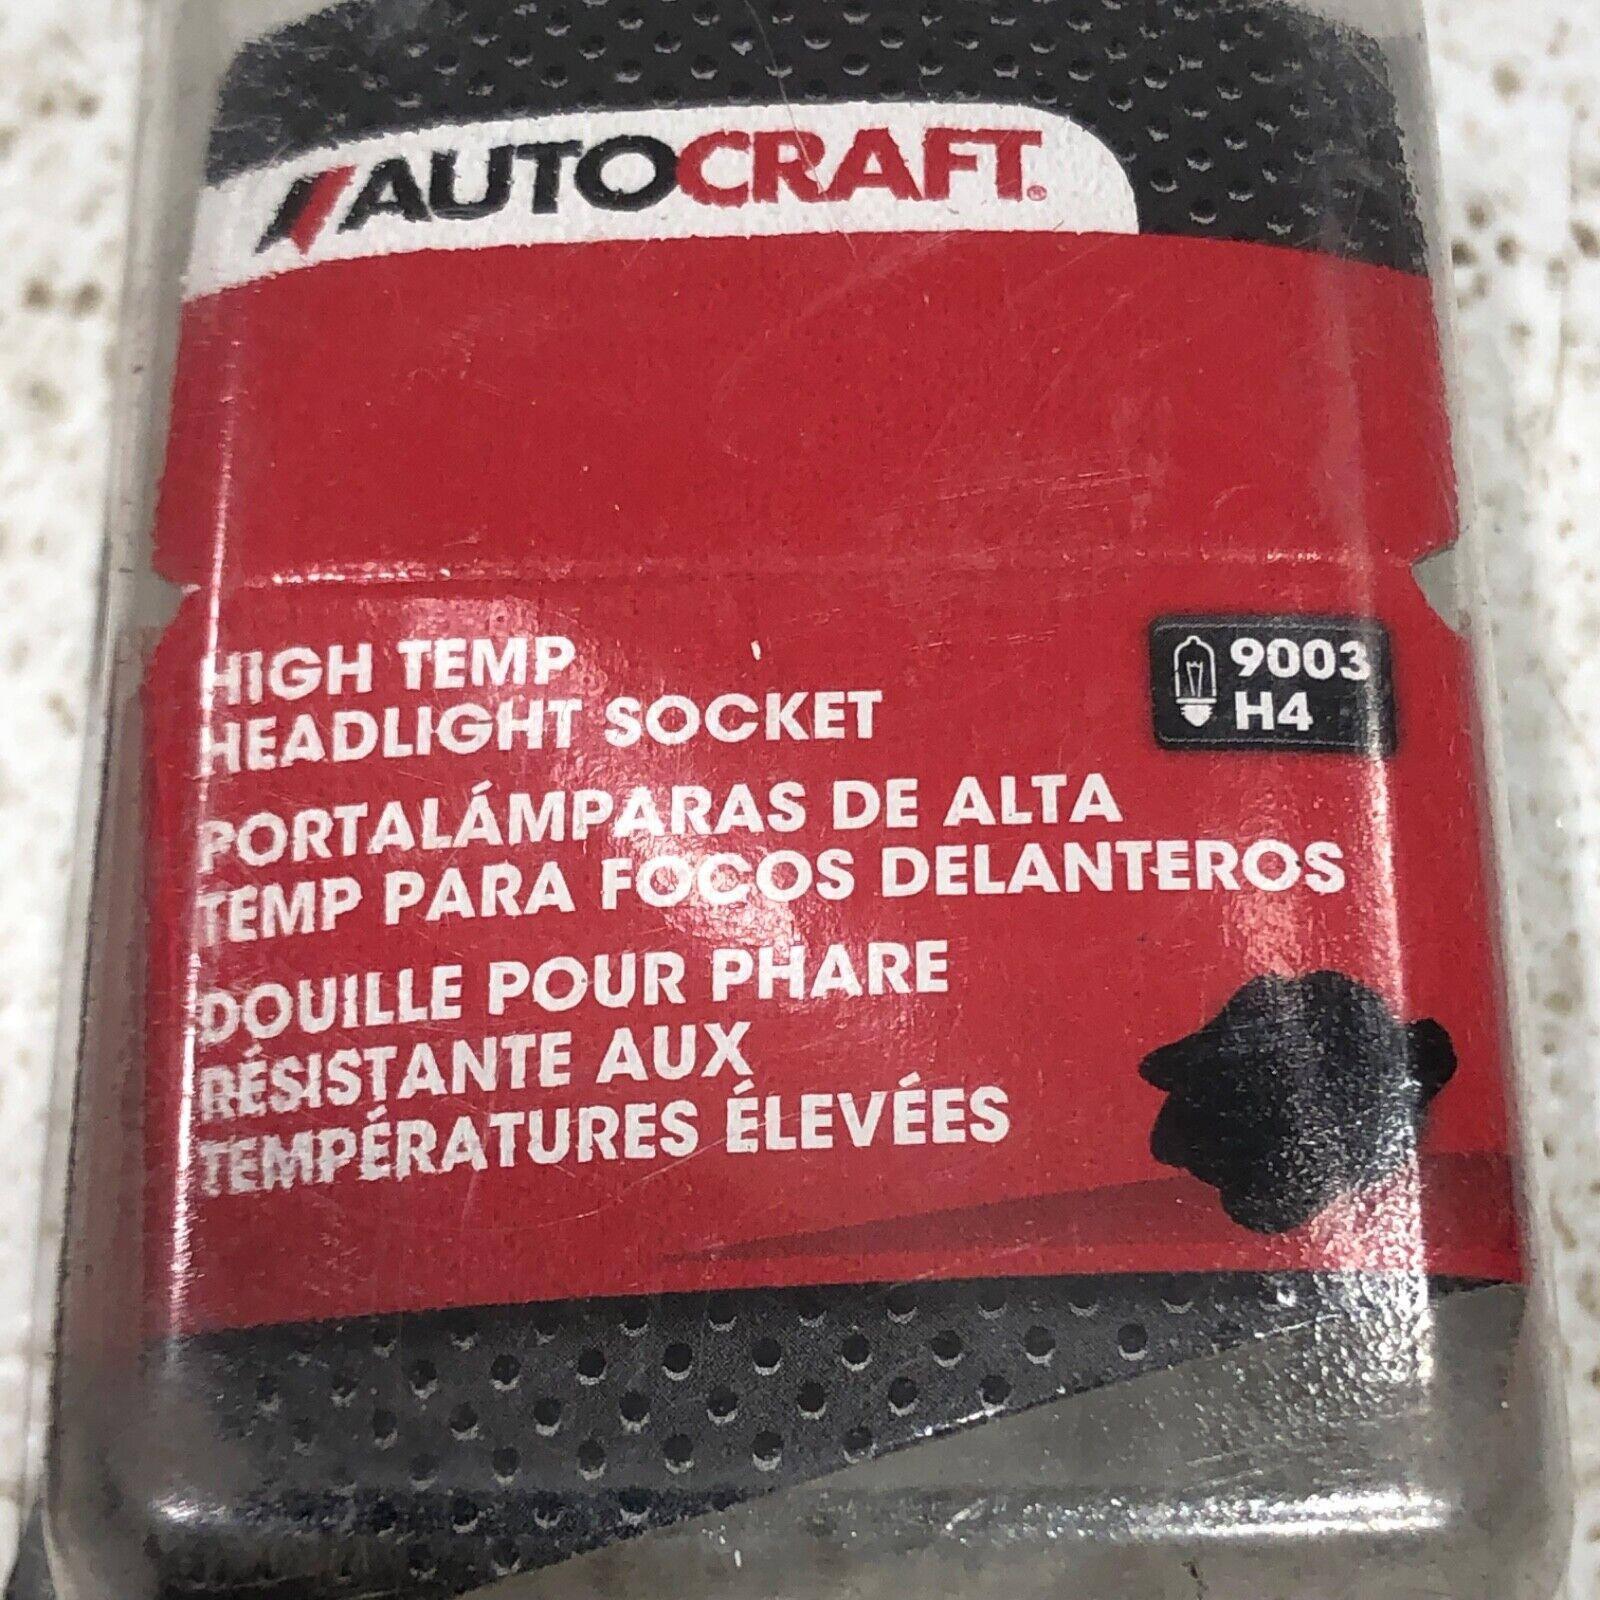 AUTOCRAFT®
HIGH TEMP
HEADLIGHT SOCKET
9003
H4
PORTALÁMPARAS DE ALTA
TEMP PARA FOCOS DELANTEROS
DOUILLE POUR PHARE
RÉSISTANTE AUX
TEMPÉRATURES ÉLEVÉES